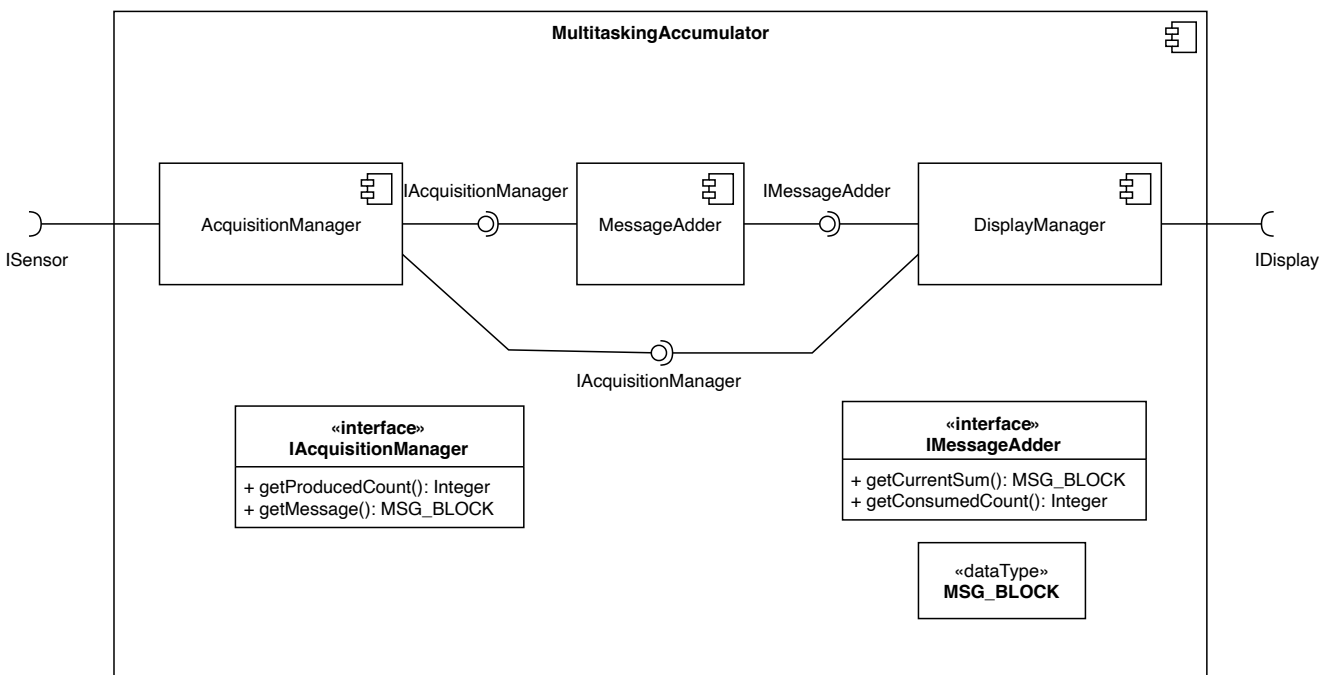 MultitaskingAccumulator
IAcquisitionManager
IMessageAdder
AcquisitionManager
MessageAdder
DisplayManager
ISensor
IDisplay
IAcquisitionManager
«interface»
IAcquisitionManager
+ getProducedCount(): Integer
+ getMessage(): MSG_BLOCK
«interface»
IMessageAdder
+ getCurrentSum(): MSG_BLOCK
+ getConsumedCount(): Integer
«dataType»
MSG_BLOCK